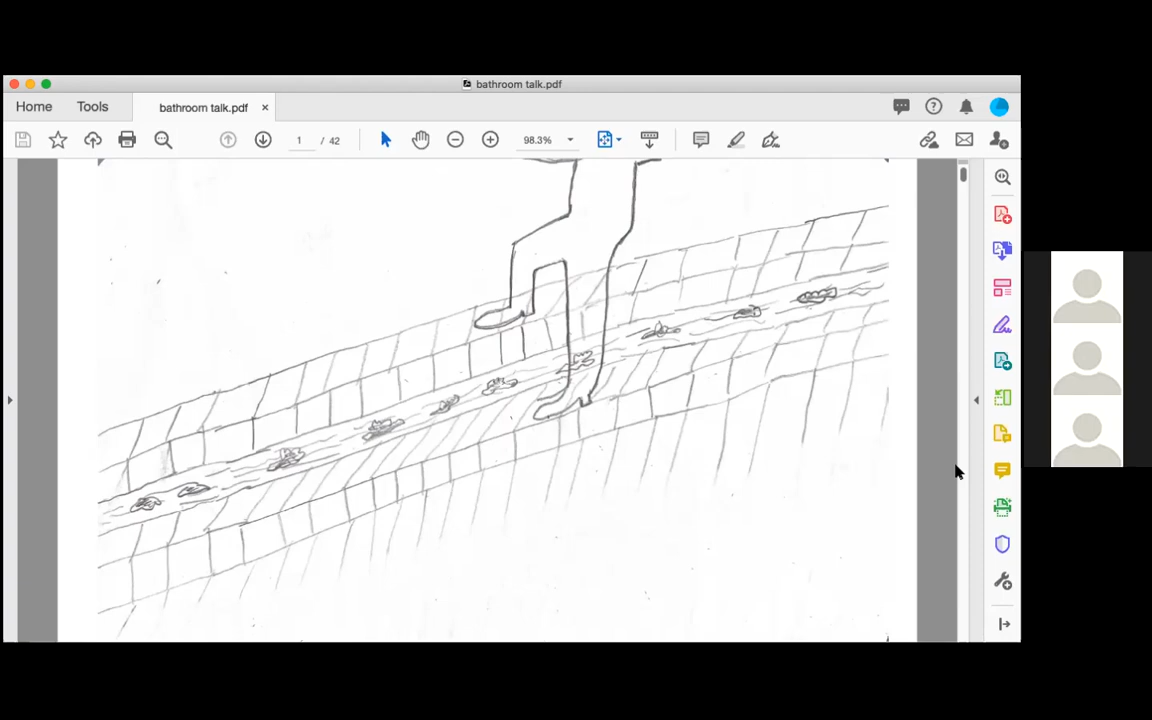 bathroom talk.pdf
Home
Tools
bathroom talk.pdf ×
1 / 42
98.3%